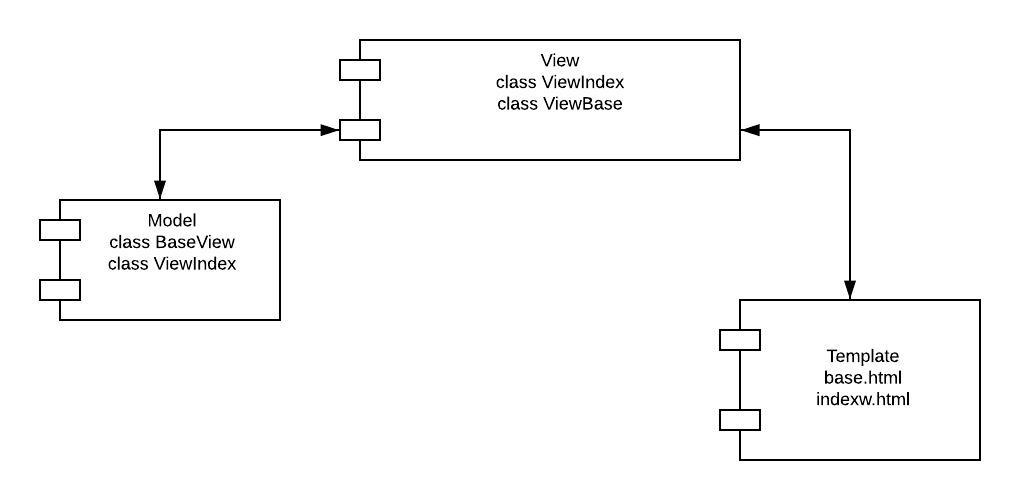 View
class ViewIndex
class ViewBase
Model
class BaseView
class ViewIndex
Template
base.html
indexw.html